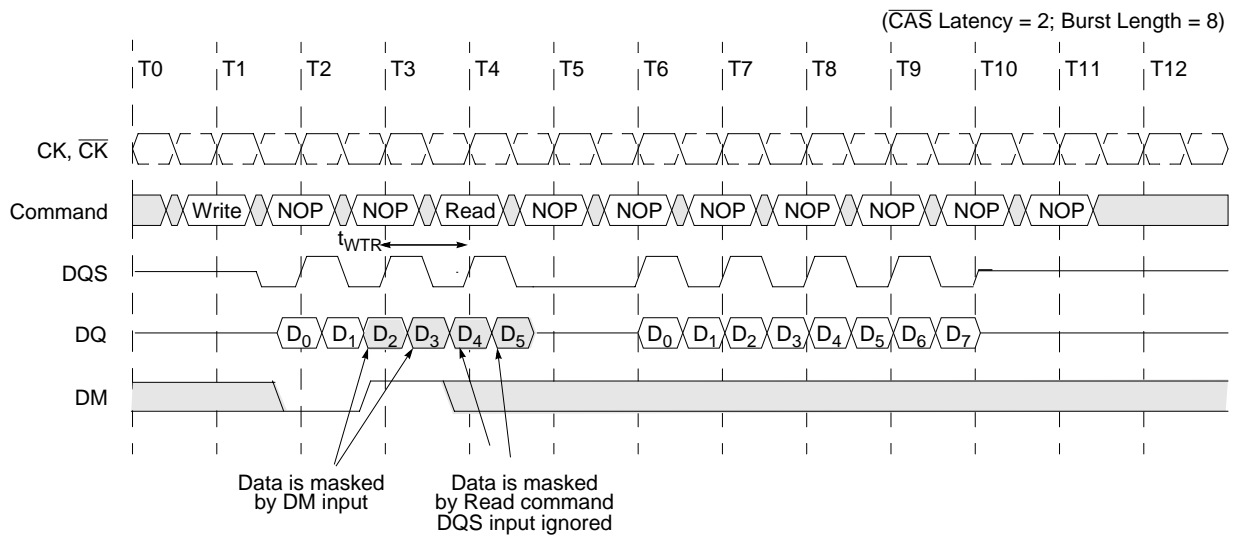 (C̅A̅S̅ Latency = 2; Burst Length = 8)
T0 T1 T2 T3 T4 T5 T6 T7 T8 T9 T10 T11 T12
CK, C̅K̅
Command Write NOP NOP Read NOP NOP NOP NOP NOP NOP NOP
tWTR
DQS
DQ D0 D1 D2 D3 D4 D5 D0 D1 D2 D3 D4 D5 D6 D7
DM
Data is masked
by DM input
Data is masked
by Read command
DQS input ignored